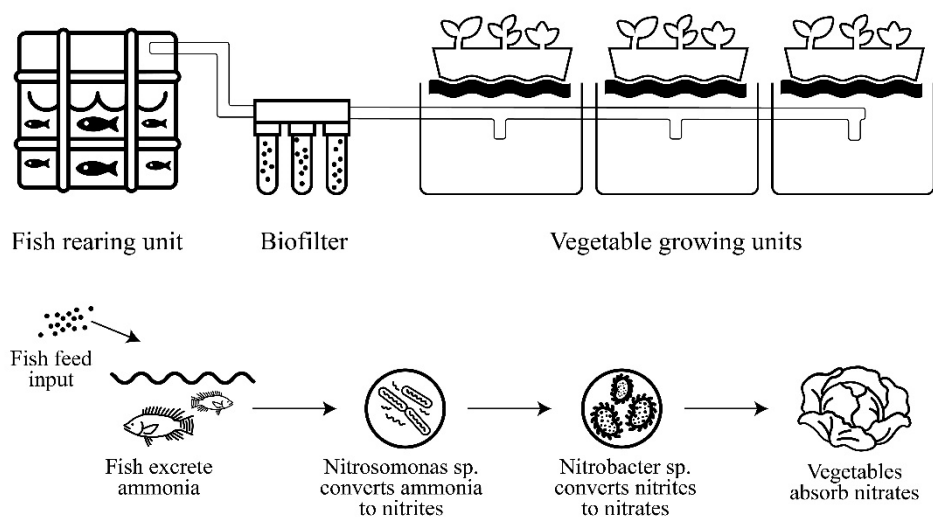 Fish rearing unit
Biofilter
Vegetable growing units
Fish feed
input
Fish excrete
ammonia
Nitrosomonas sp.
converts ammonia
to nitrites
Nitrobacter sp.
converts nitrites
to nitrates
Vegetables
absorb nitrates